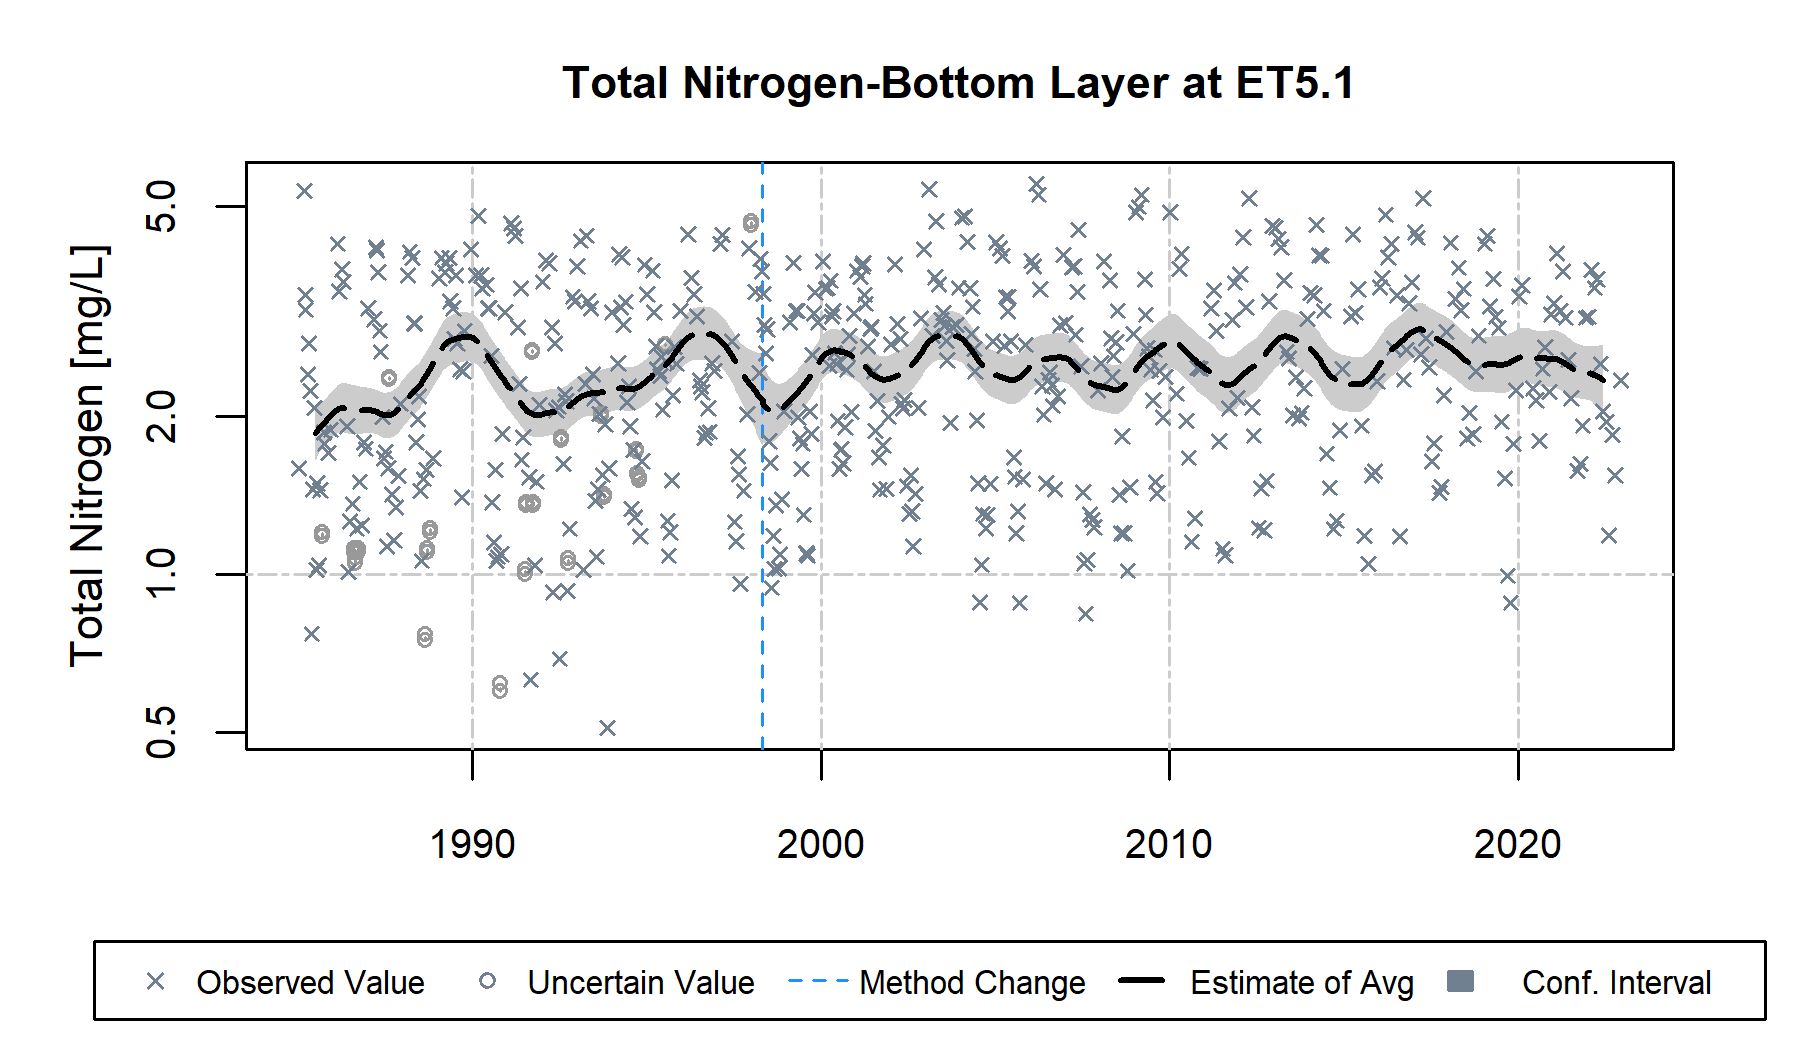 Total Nitrogen-Bottom Layer at ET5.1
Total Nitrogen [mg/L]
5.0
2.0
1.0
0.5
1990 2000 2010 2020
Observed Value Uncertain Value Method Change Estimate of Avg Conf. Interval